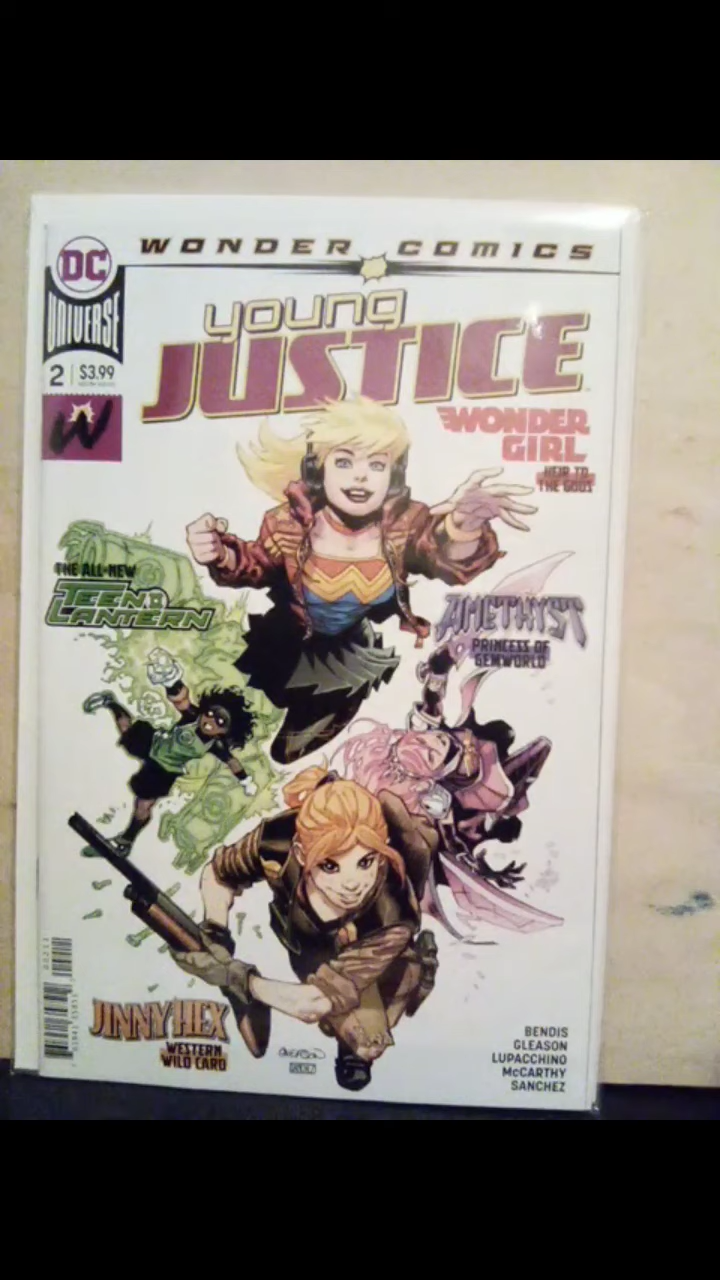 WONDER COMICS
DC
UNIVERSE
2 $3.99
W
young
JUSTICE
WONDER
GIRL
HEIR TO
THE GODS
THE ALL-NEW
TEEN
LANTERN
AMETHYST
PRINCESS OF
GEMWORLD
JINNY HEX
WESTERN
WILD CARD
BENDIS
GLEASON
LUPACCHINO
McCARTHY
SANCHEZ